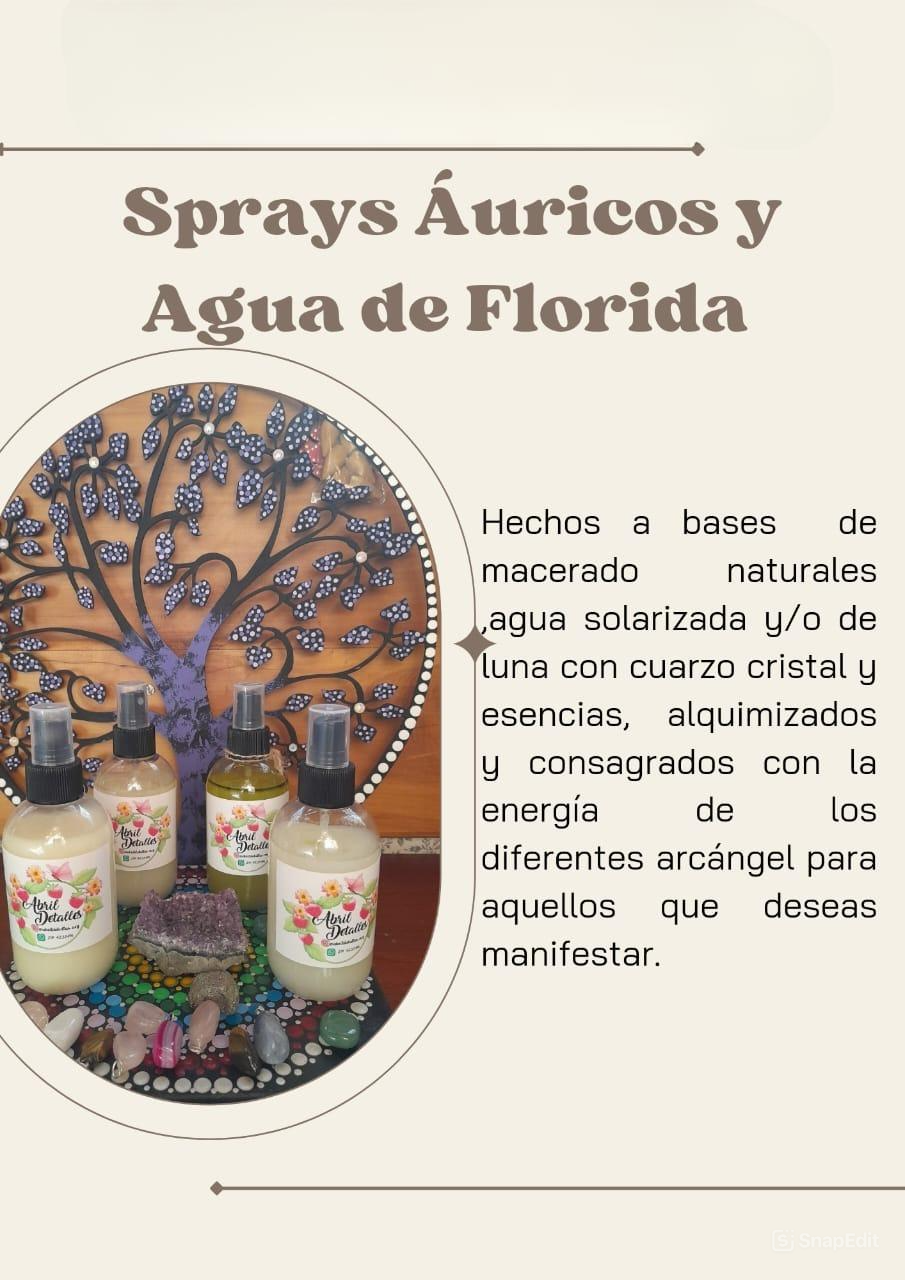 Sprays Áuricos y
Agua de Florida
Hechos a bases de
macerado naturales
,agua solarizada y/o de
luna con cuarzo cristal y
esencias, alquimizados
y consagrados con la
energía de los
diferentes arcángel para
aquellos que deseas
manifestar.
Abril
Detalles
Abril
Detalles
Abril
Detalles
Abril
Detalles
SnapEdit